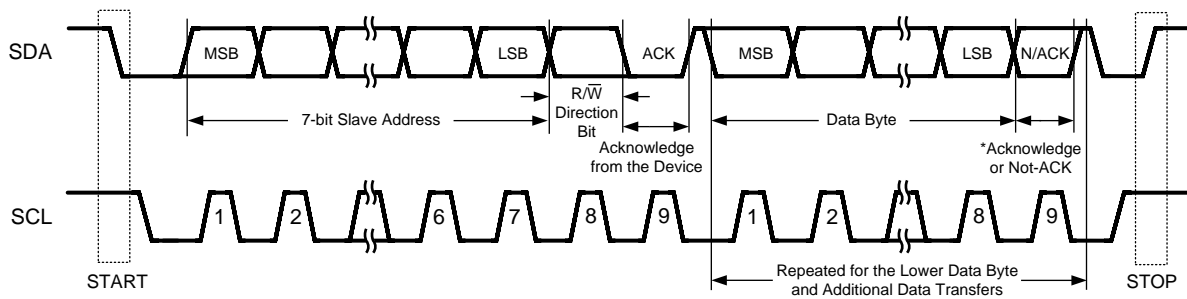 SDA
MSB
LSB
ACK
MSB
LSB
N/ACK
R/W̅
Direction
Bit
7-bit Slave Address
Data Byte
Acknowledge
from the Device
*Acknowledge
or Not-ACK
SCL
1
2
6
7
8
9
1
2
8
9
START
Repeated for the Lower Data Byte
and Additional Data Transfers
STOP